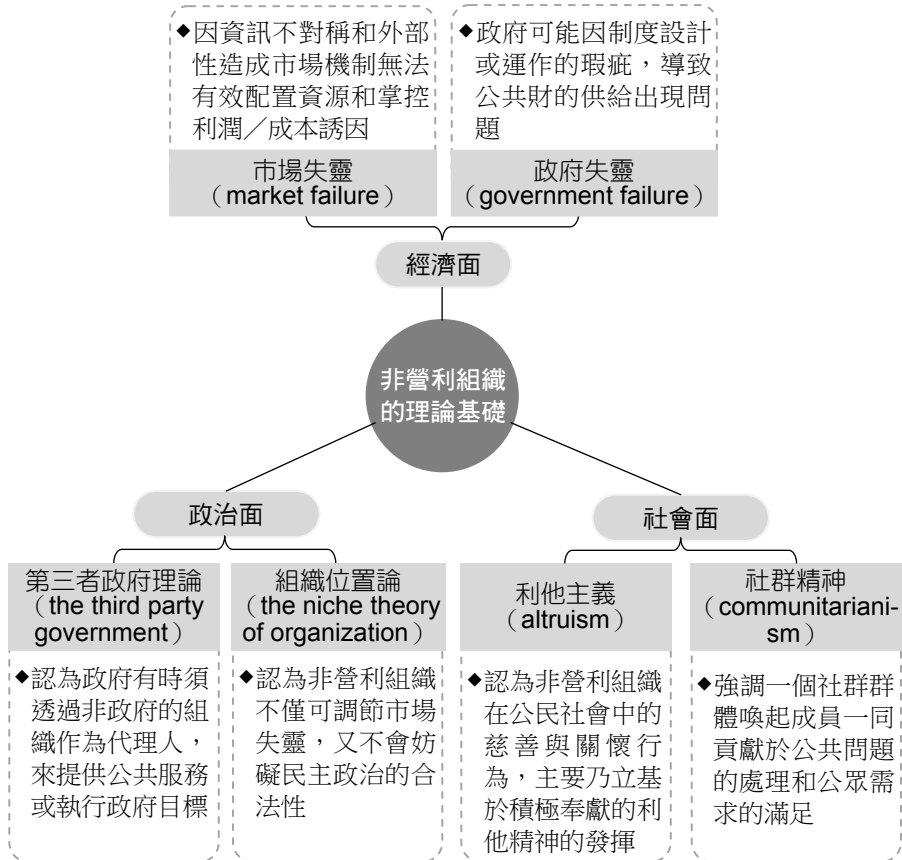 ◆因資訊不對稱和外部
性造成市場機制無法
有效配置資源和掌控
利潤／成本誘因
市場失靈
（market failure）
◆政府可能因制度設計
或運作的瑕疵，導致
公共財的供給出現問
題
政府失靈
（government failure）
經濟面
非營利組織
的理論基礎
政治面
第三者政府理論
（the third party
government）
◆認為政府有時須
透過非政府的組
織作為代理人，
來提供公共服務
或執行政府目標
組織位置論
（the niche theory
of organization）
◆認為非營利組織
不僅可調節市場
失靈，又不會妨
礙民主政治的合
法性
社會面
利他主義
（altruism）
◆認為非營利組織
在公民社會中的
慈善與關懷行
為，主要乃立基
於積極奉獻的利
他精神的發揮
社群精神
（communitariani-
sm）
◆強調一個社群群
體喚起成員一同
貢獻於公共問題
的處理和公眾需
求的滿足